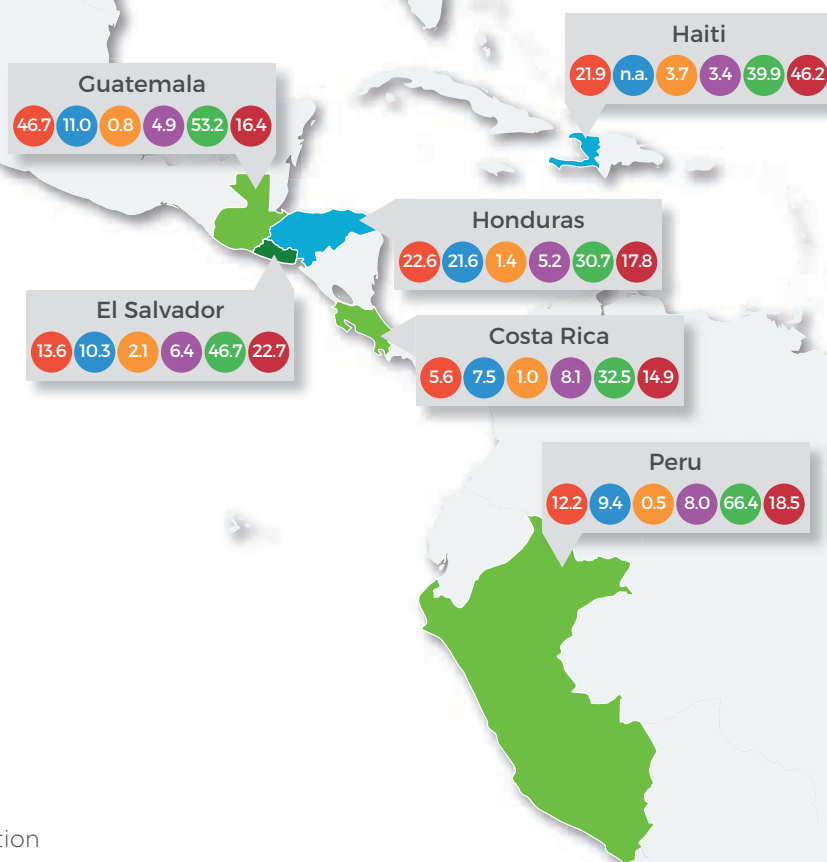 Haiti
21.9 n.a. 3.7 3.4 39.9 46.2
Guatemala
46.7 11.0 0.8 4.9 53.2 16.4
Honduras
22.6 21.6 1.4 5.2 30.7 17.8
El Salvador
13.6 10.3 2.1 6.4 46.7 22.7
Costa Rica
5.6 7.5 1.0 8.1 32.5 14.9
Peru
12.2 9.4 0.5 8.0 66.4 18.5
tion